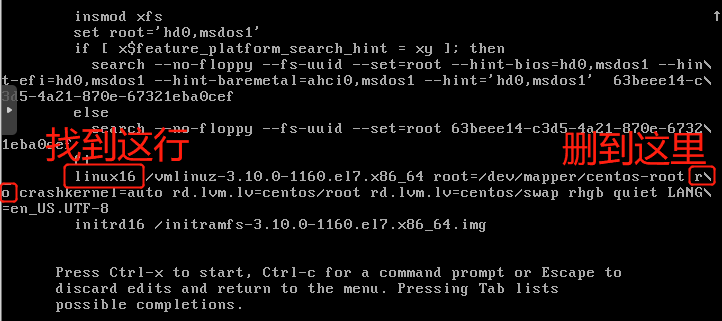 insmod xfs
set root='hd0,msdos1'
if [ x$feature_platform_search_hint = xy ]; then
search --no-floppy --fs-uuid --set=root --hint-bios=hd0,msdos1 --hin\
t-efi=hd0,msdos1 --hint-baremetal=ahci0,msdos1 --hint='hd0,msdos1'  63beee14-c\
3d5-4a21-870e-67321eba0cef
else
search --no-floppy --fs-uuid --set=root 63beee14-c3d5-4a21-870e-6732\
1eba0cef
找到这行
删到这里
fi
linux16 /vmlinuz-3.10.0-1160.el7.x86_64 root=/dev/mapper/centos-root r\
o crashkernel=auto rd.lvm.lv=centos/root rd.lvm.lv=centos/swap rhgb quiet LANG\
=en_US.UTF-8
initrd16 /initramfs-3.10.0-1160.el7.x86_64.img
Press Ctrl-x to start, Ctrl-c for a command prompt or Escape to
discard edits and return to the menu. Pressing Tab lists
possible completions.